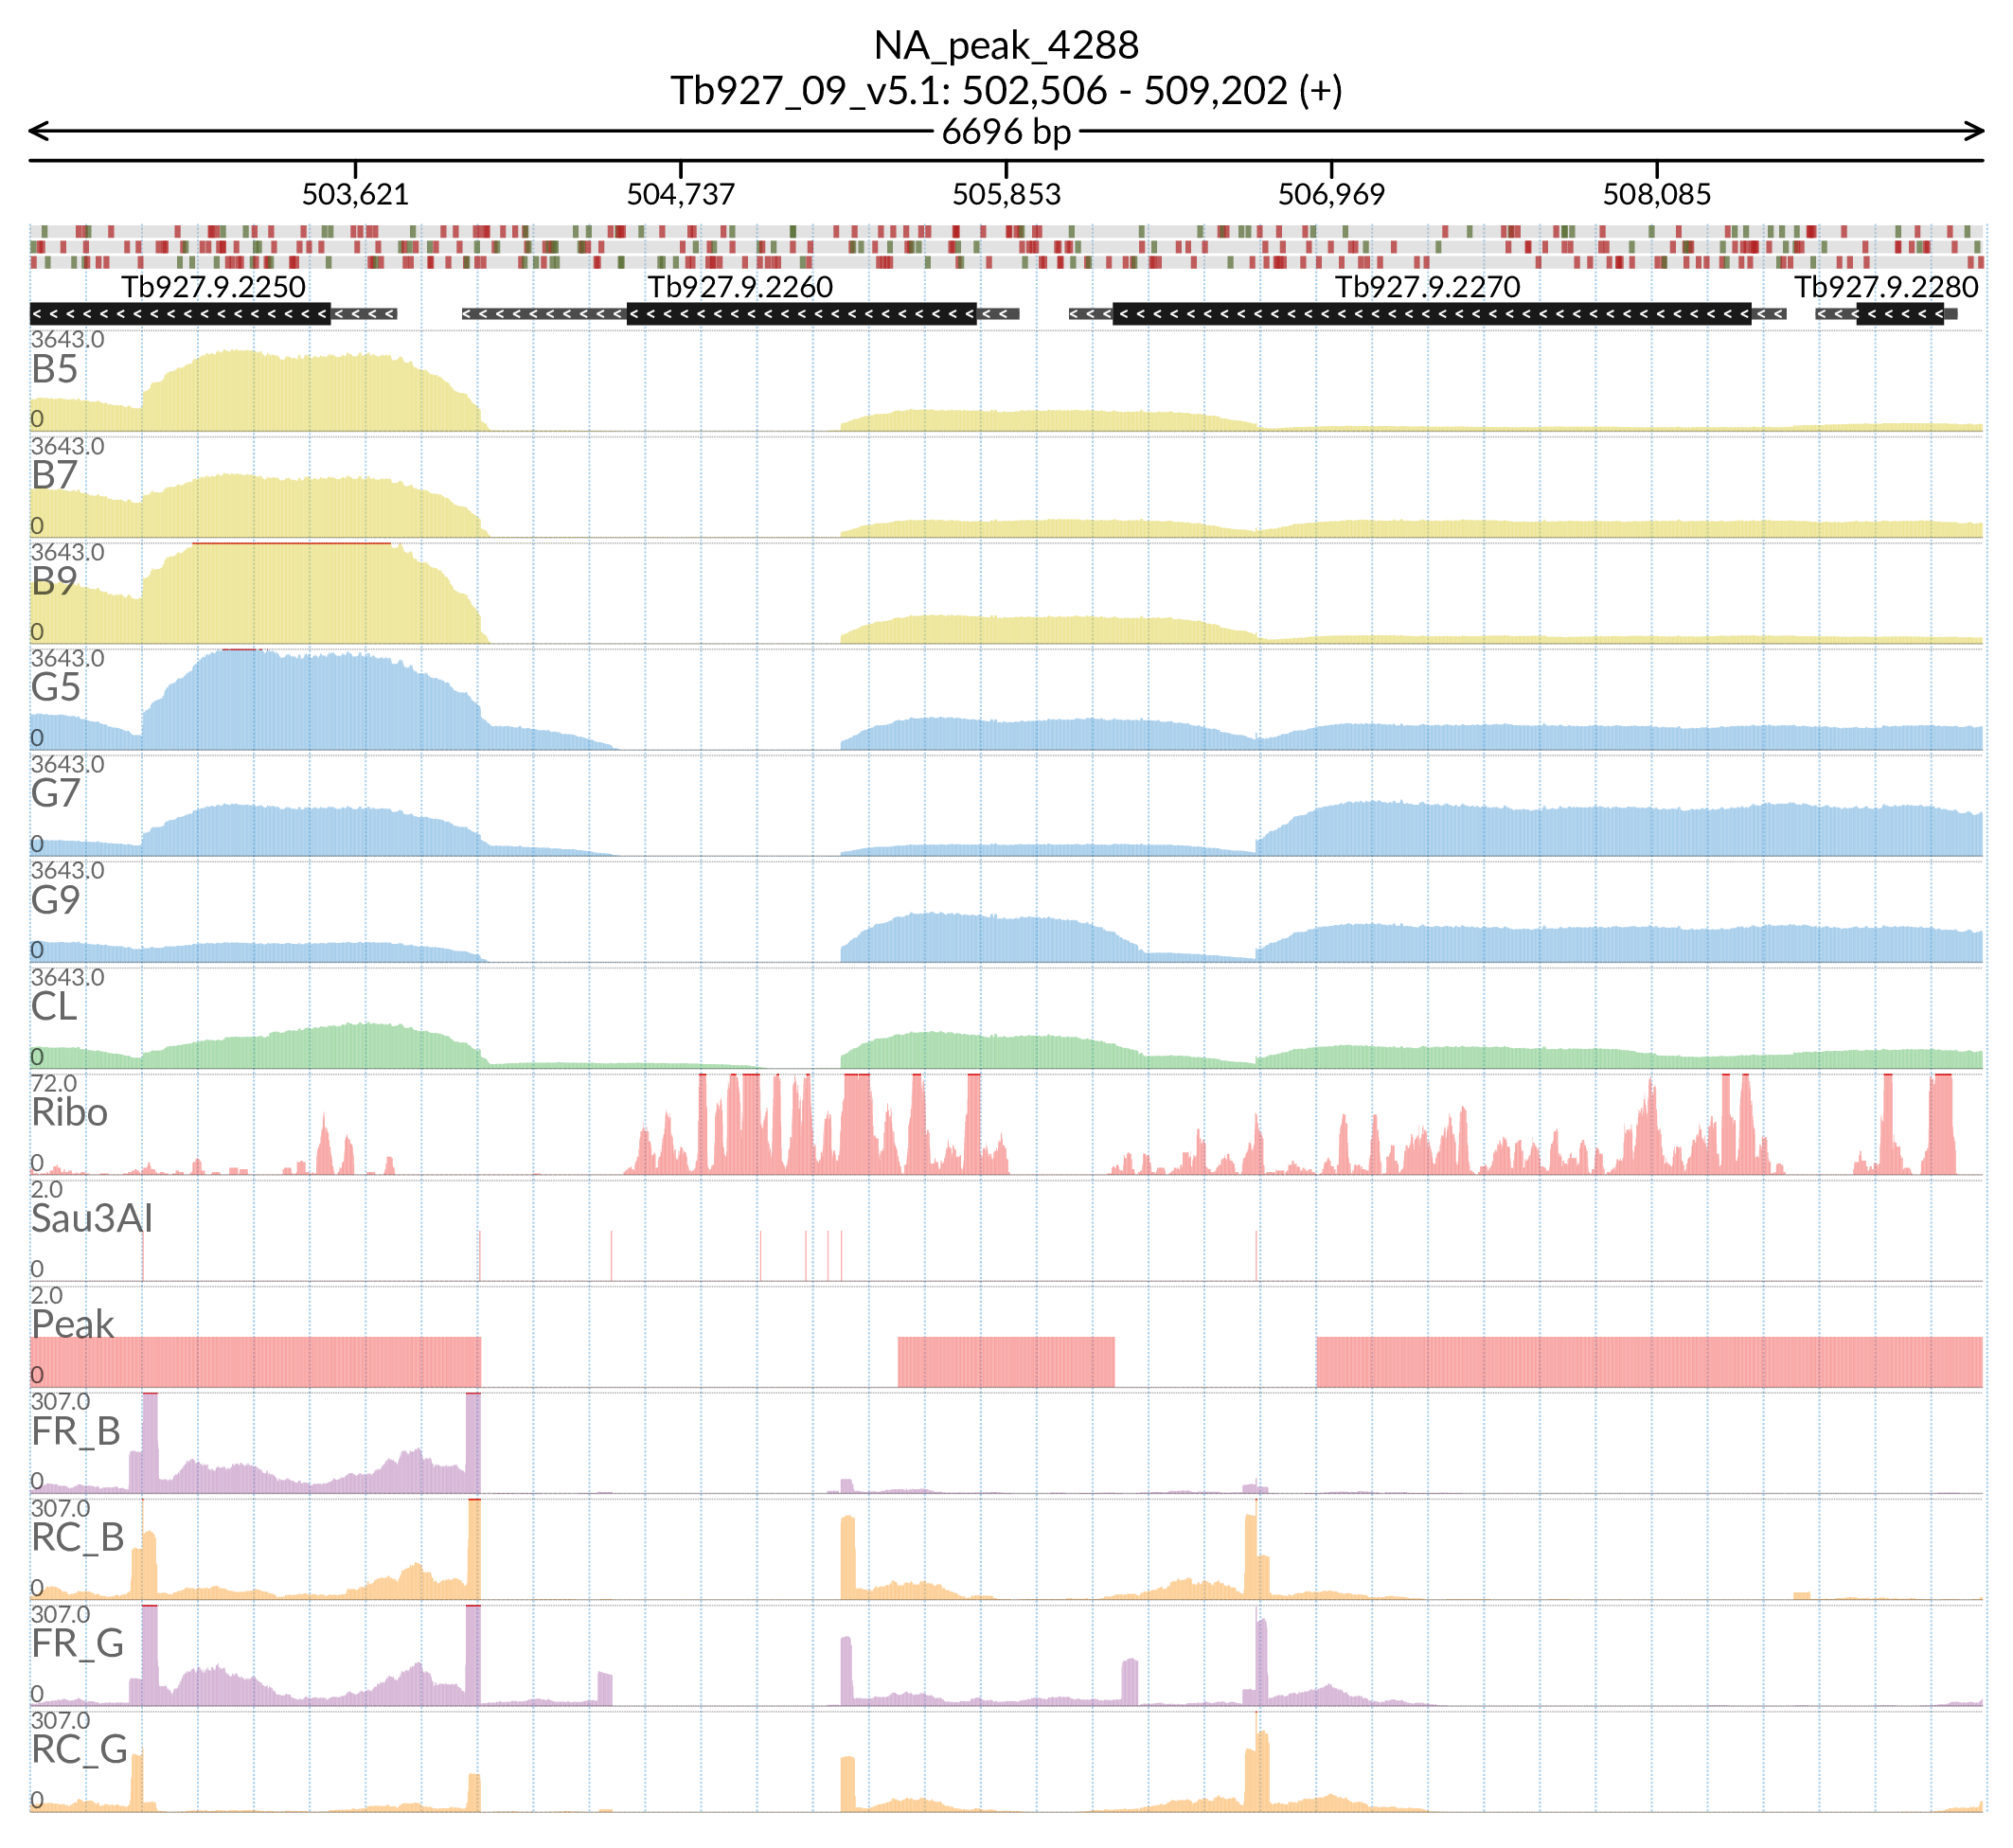 NA_peak_4288
Tb927_09_v5.1: 502,506 - 509,202 (+)
6696 bp
503,621 504,737 505,853 506,969 508,085
Tb927.9.2250 Tb927.9.2260 Tb927.9.2270 Tb927.9.2280
3643.0
B5
0
3643.0
B7
0
3643.0
B9
0
3643.0
G5
0
3643.0
G7
0
3643.0
G9
0
3643.0
CL
0
72.0
Ribo
0
2.0
Sau3AI
0
2.0
Peak
0
307.0
FR_B
0
307.0
RC_B
0
307.0
FR_G
0
307.0
RC_G
0